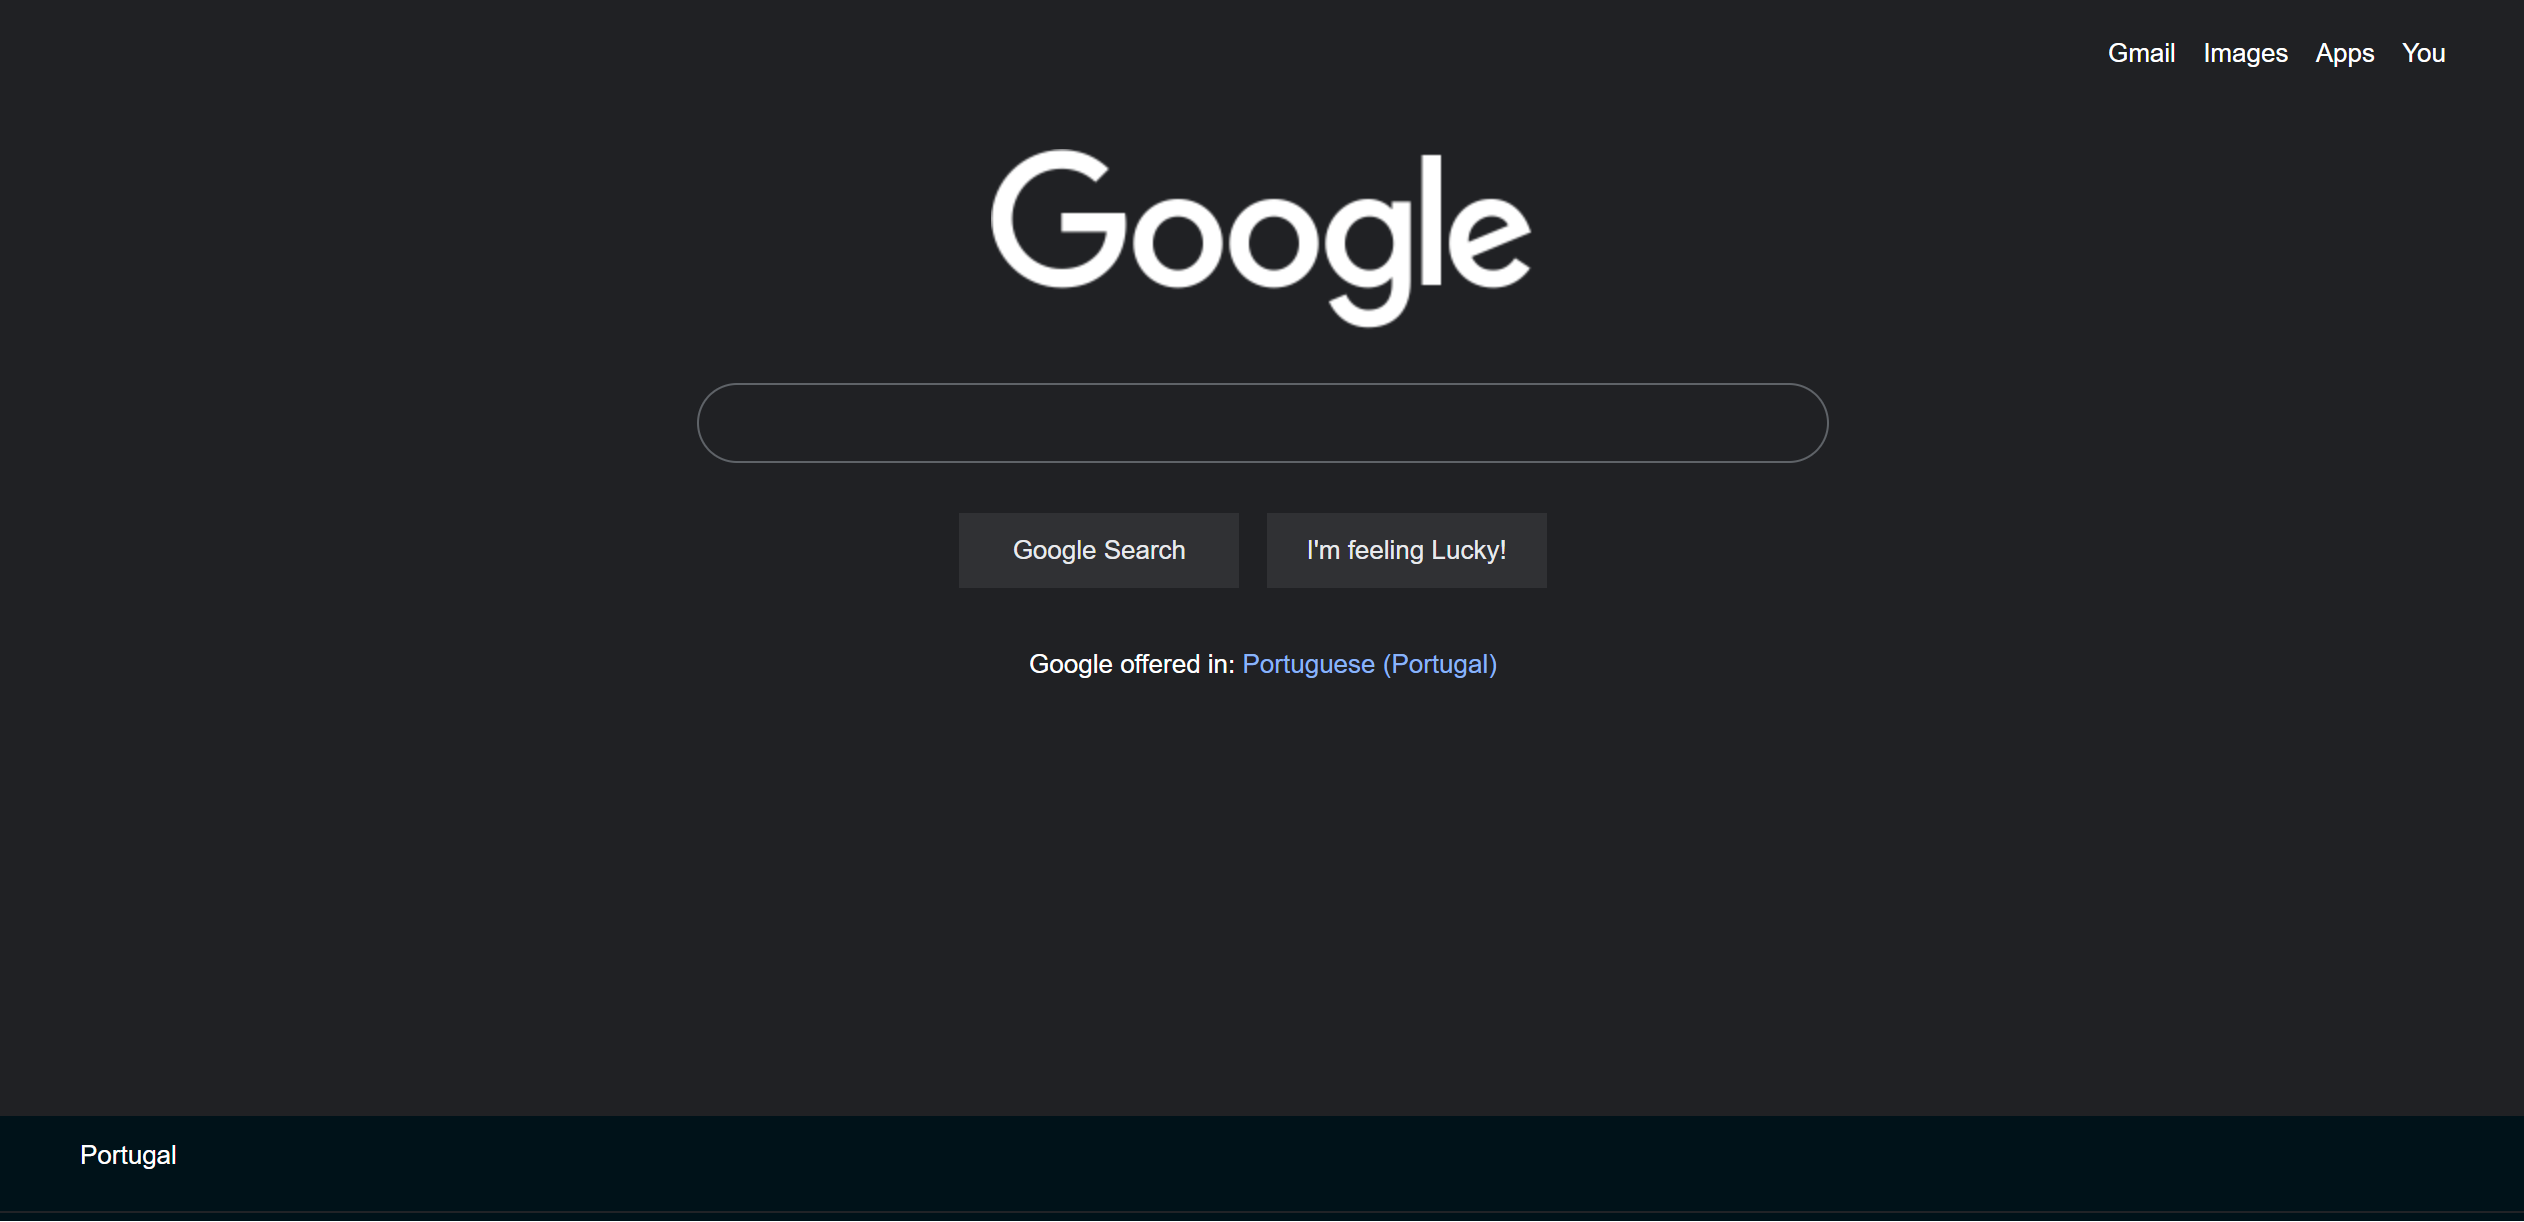 Gmail Images Apps You
Google
Google Search I'm feeling Lucky!
Google offered in: Portuguese (Portugal)
Portugal